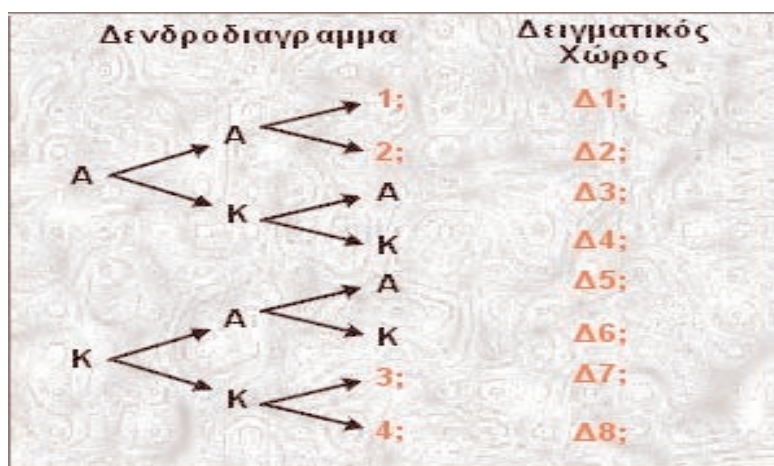 Δενδροδιαγραμμα Δειγματικός
Χώρος
1; Δ1;
Α
2; Δ2;
Α
Α Δ3;
Κ
Κ Δ4;
Α Δ5;
Α
Κ Δ6;
Κ
3; Δ7;
Κ
4; Δ8;